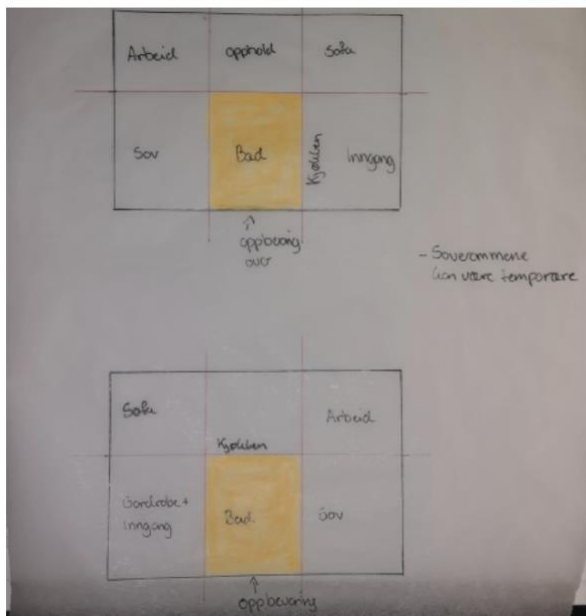 Arbeid
opphold
Sofa
Sov
Bad
Kjøkken
Inngang
oppbevaring
over
- Soverommene
kan være temporære
Sofa
Arbeid
Kjøkken
Gardrobe +
Inngang
Bad
Sov
oppbevaring